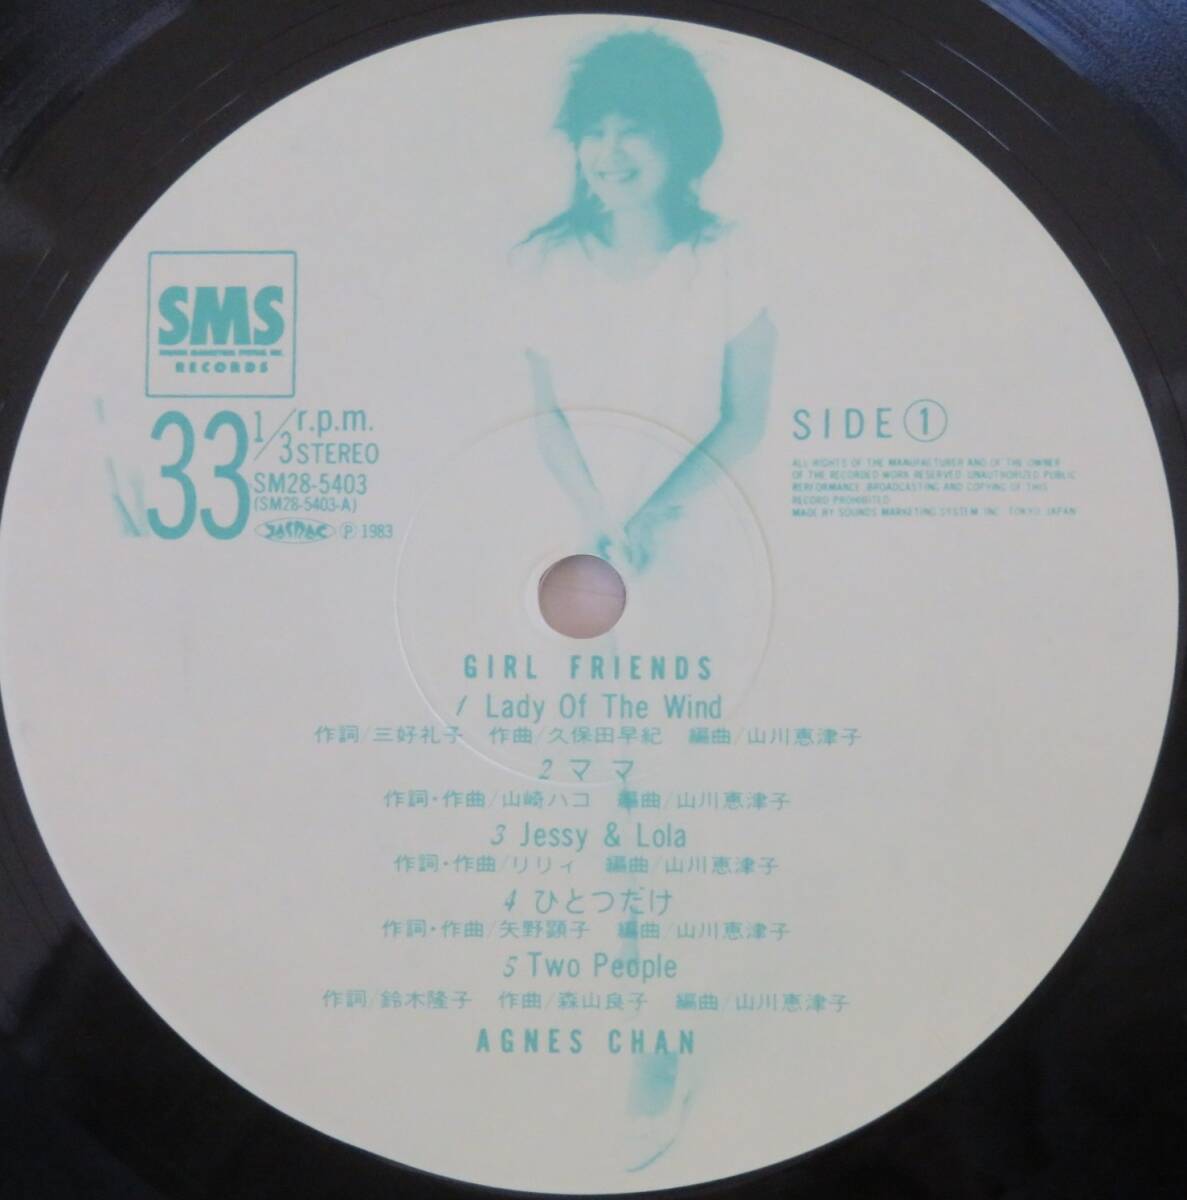 SMS
SOUNDS MARKETING SYSTEM, INC.
RECORDS
33 1/3 r.p.m.
STEREO
SM28-5403
(SM28-5403-A)
JASRAC Ⓟ 1983
SIDE ①
ALL RIGHTS OF THE MANUFACTURER AND OF THE OWNER
OF THE RECORDED WORK RESERVED. UNAUTHORIZED PUBLIC
PERFORMANCE, BROADCASTING AND COPYING OF THIS
RECORD PROHIBITED
MADE BY SOUNDS MARKETING SYSTEM, INC. TOKYO, JAPAN
GIRL FRIENDS
1 Lady Of The Wind
作詞/三好礼子 作曲/久保田早紀 編曲/山川恵津子
2 ママ
作詞・作曲/山崎ハコ 編曲/山川恵津子
3 Jessy & Lola
作詞・作曲/リリィ 編曲/山川恵津子
4 ひとつだけ
作詞・作曲/矢野顕子 編曲/山川恵津子
5 Two People
作詞/鈴木隆子 作曲/森山良子 編曲/山川恵津子
AGNES CHAN